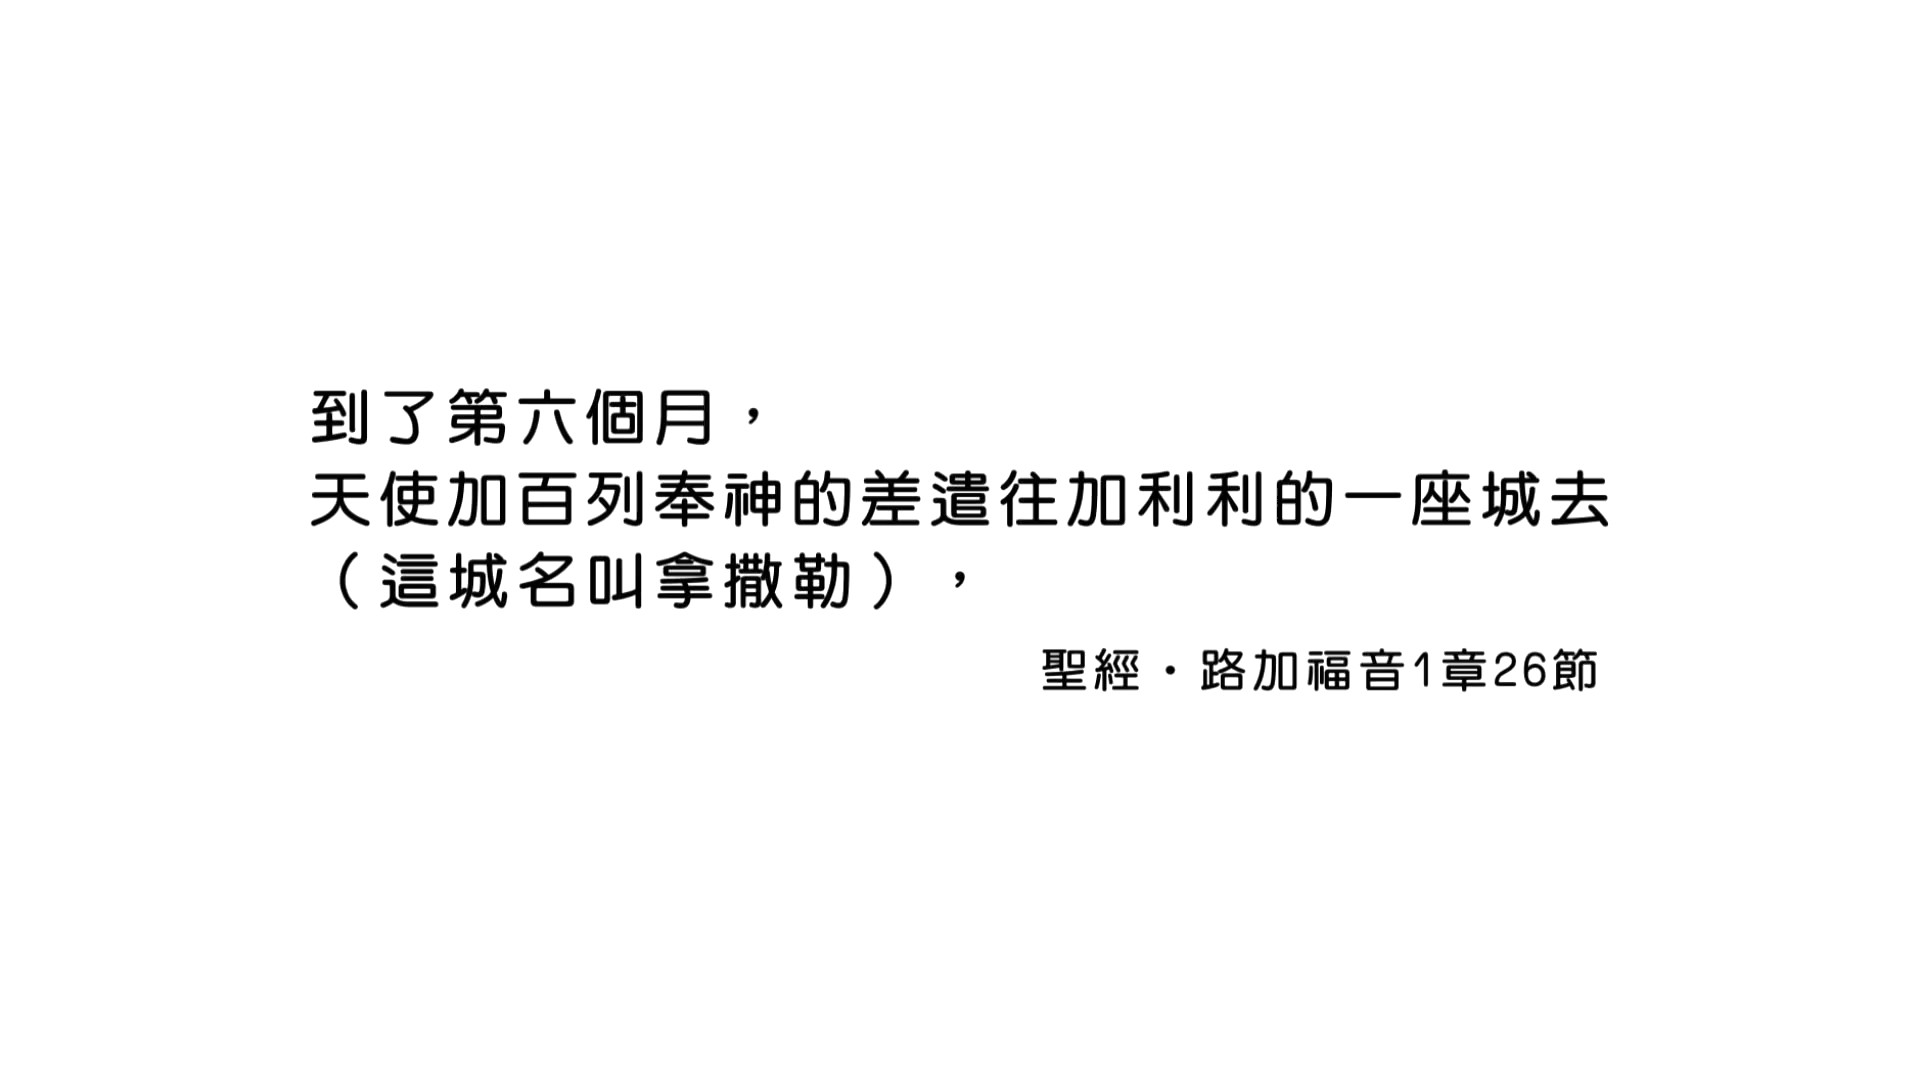 到了第六個月，
天使加百列奉神的差遣往加利利的一座城去
（這城名叫拿撒勒），
聖經・路加福音1章26節